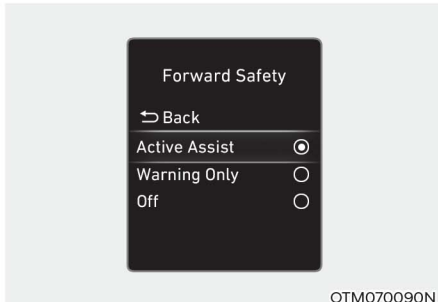 Forward Safety
⮌ Back
Active Assist
Warning Only
Off
OTM070090N